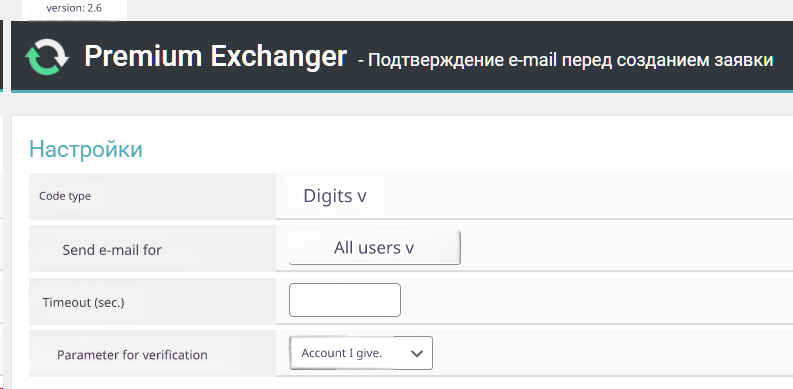 version: 2.6
Premium Exchanger - Подтверждение e-mail перед созданием заявки
Настройки
Code type
Digits v
Send e-mail for
All users v
Timeout (sec.)
Parameter for verification
Account I give.